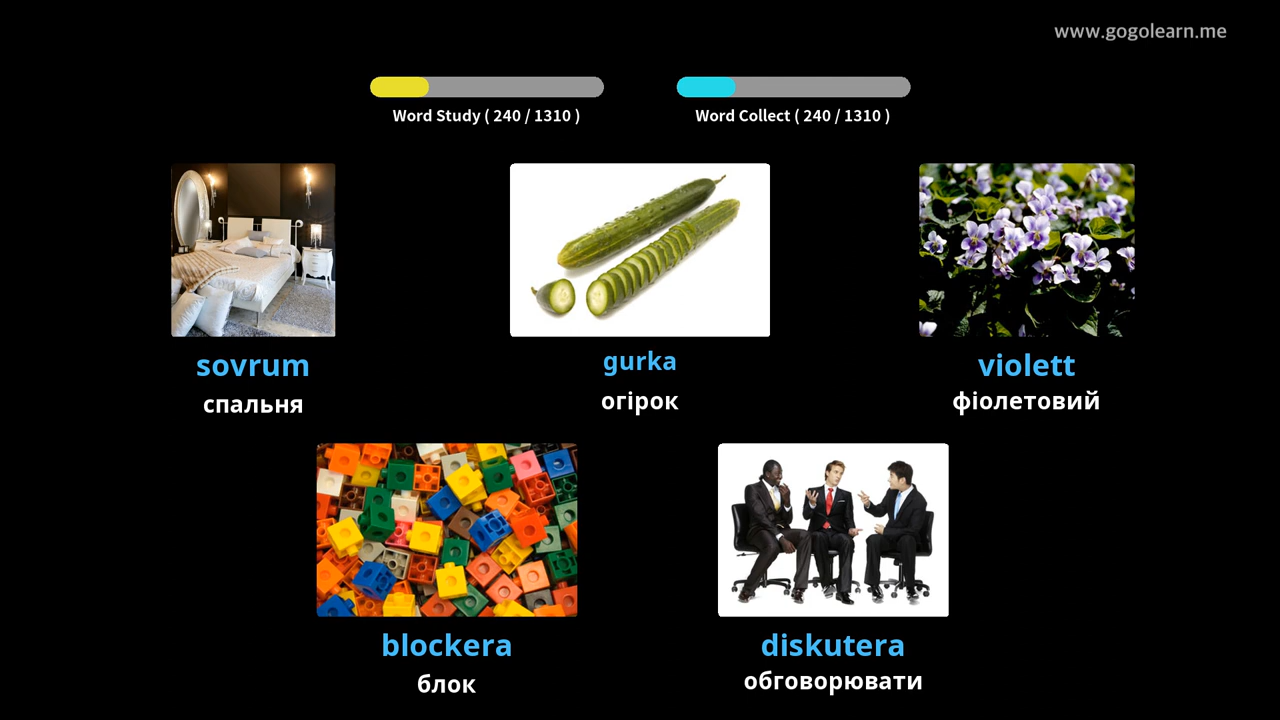 www.gogolearn.me
Word Study ( 240 / 1310 )
Word Collect ( 240 / 1310 )
sovrum
gurka
violett
спальня
огірок
фіолетовий
blockera
diskutera
блок
обговорювати